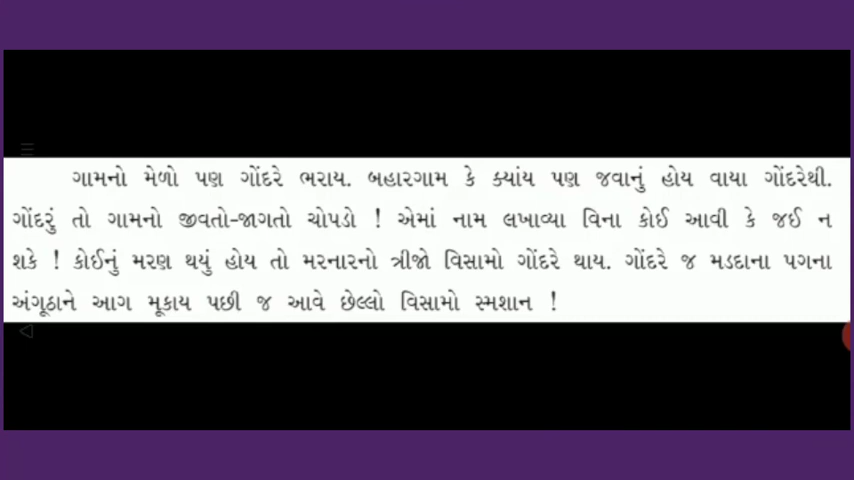 ગામનો મેળો પણ ગોંદરે ભરાય. બહારગામ કે ક્યાંય પણ જવાનું હોય વાયા ગોંદરેથી.
ગોંદરું તો ગામનો જીવતો-જાગતો ચોપડો ! એમાં નામ લખાવ્યા વિના કોઈ આવી કે જઈ ન
શકે ! કોઈનું મરણ થયું હોય તો મરનારનો ત્રીજો વિસામો ગોંદરે થાય. ગોંદરે જ મડદાના પગના
અંગૂઠાને આગ મૂકાય પછી જ આવે છેલ્લો વિસામો સ્મશાન !